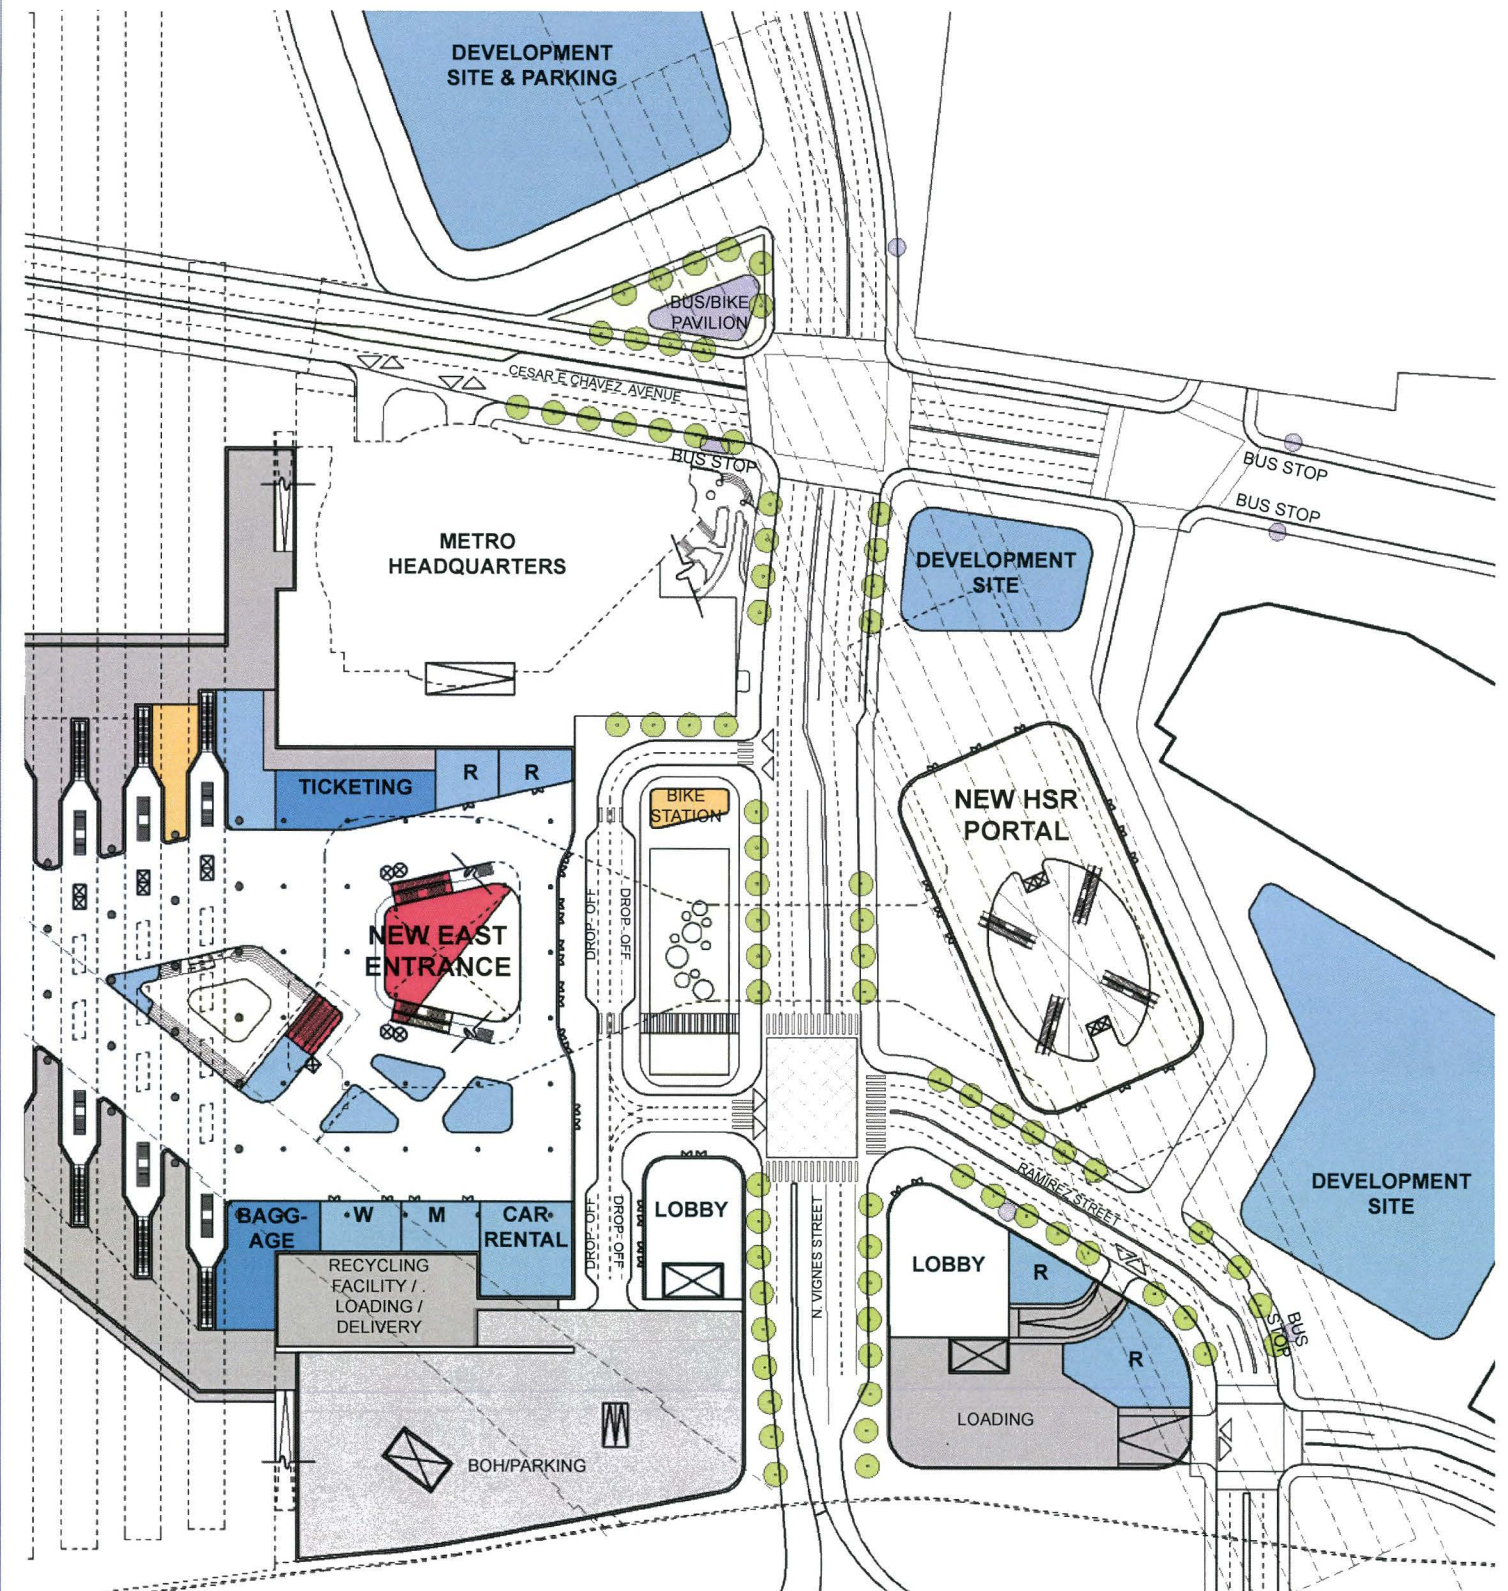 DEVELOPMENT
SITE & PARKING
BUS/BIKE
PAVILION
CESAR E CHAVEZ AVENUE
BUS STOP
BUS STOP
BUS STOP
METRO
HEADQUARTERS
DEVELOPMENT
SITE
TICKETING
R
R
BIKE
STATION
NEW HSR
PORTAL
DROP-OFF
DROP-OFF
NEW EAST
ENTRANCE
DEVELOPMENT
SITE
RAMIREZ STREET
BAGG-
AGE
W
M
CAR
RENTAL
DROP-OFF
DROP-OFF
LOBBY
N. VIGNES STREET
LOBBY
R
RECYCLING
FACILITY /
LOADING /
DELIVERY
BUS
STOP
R
LOADING
BOH/PARKING